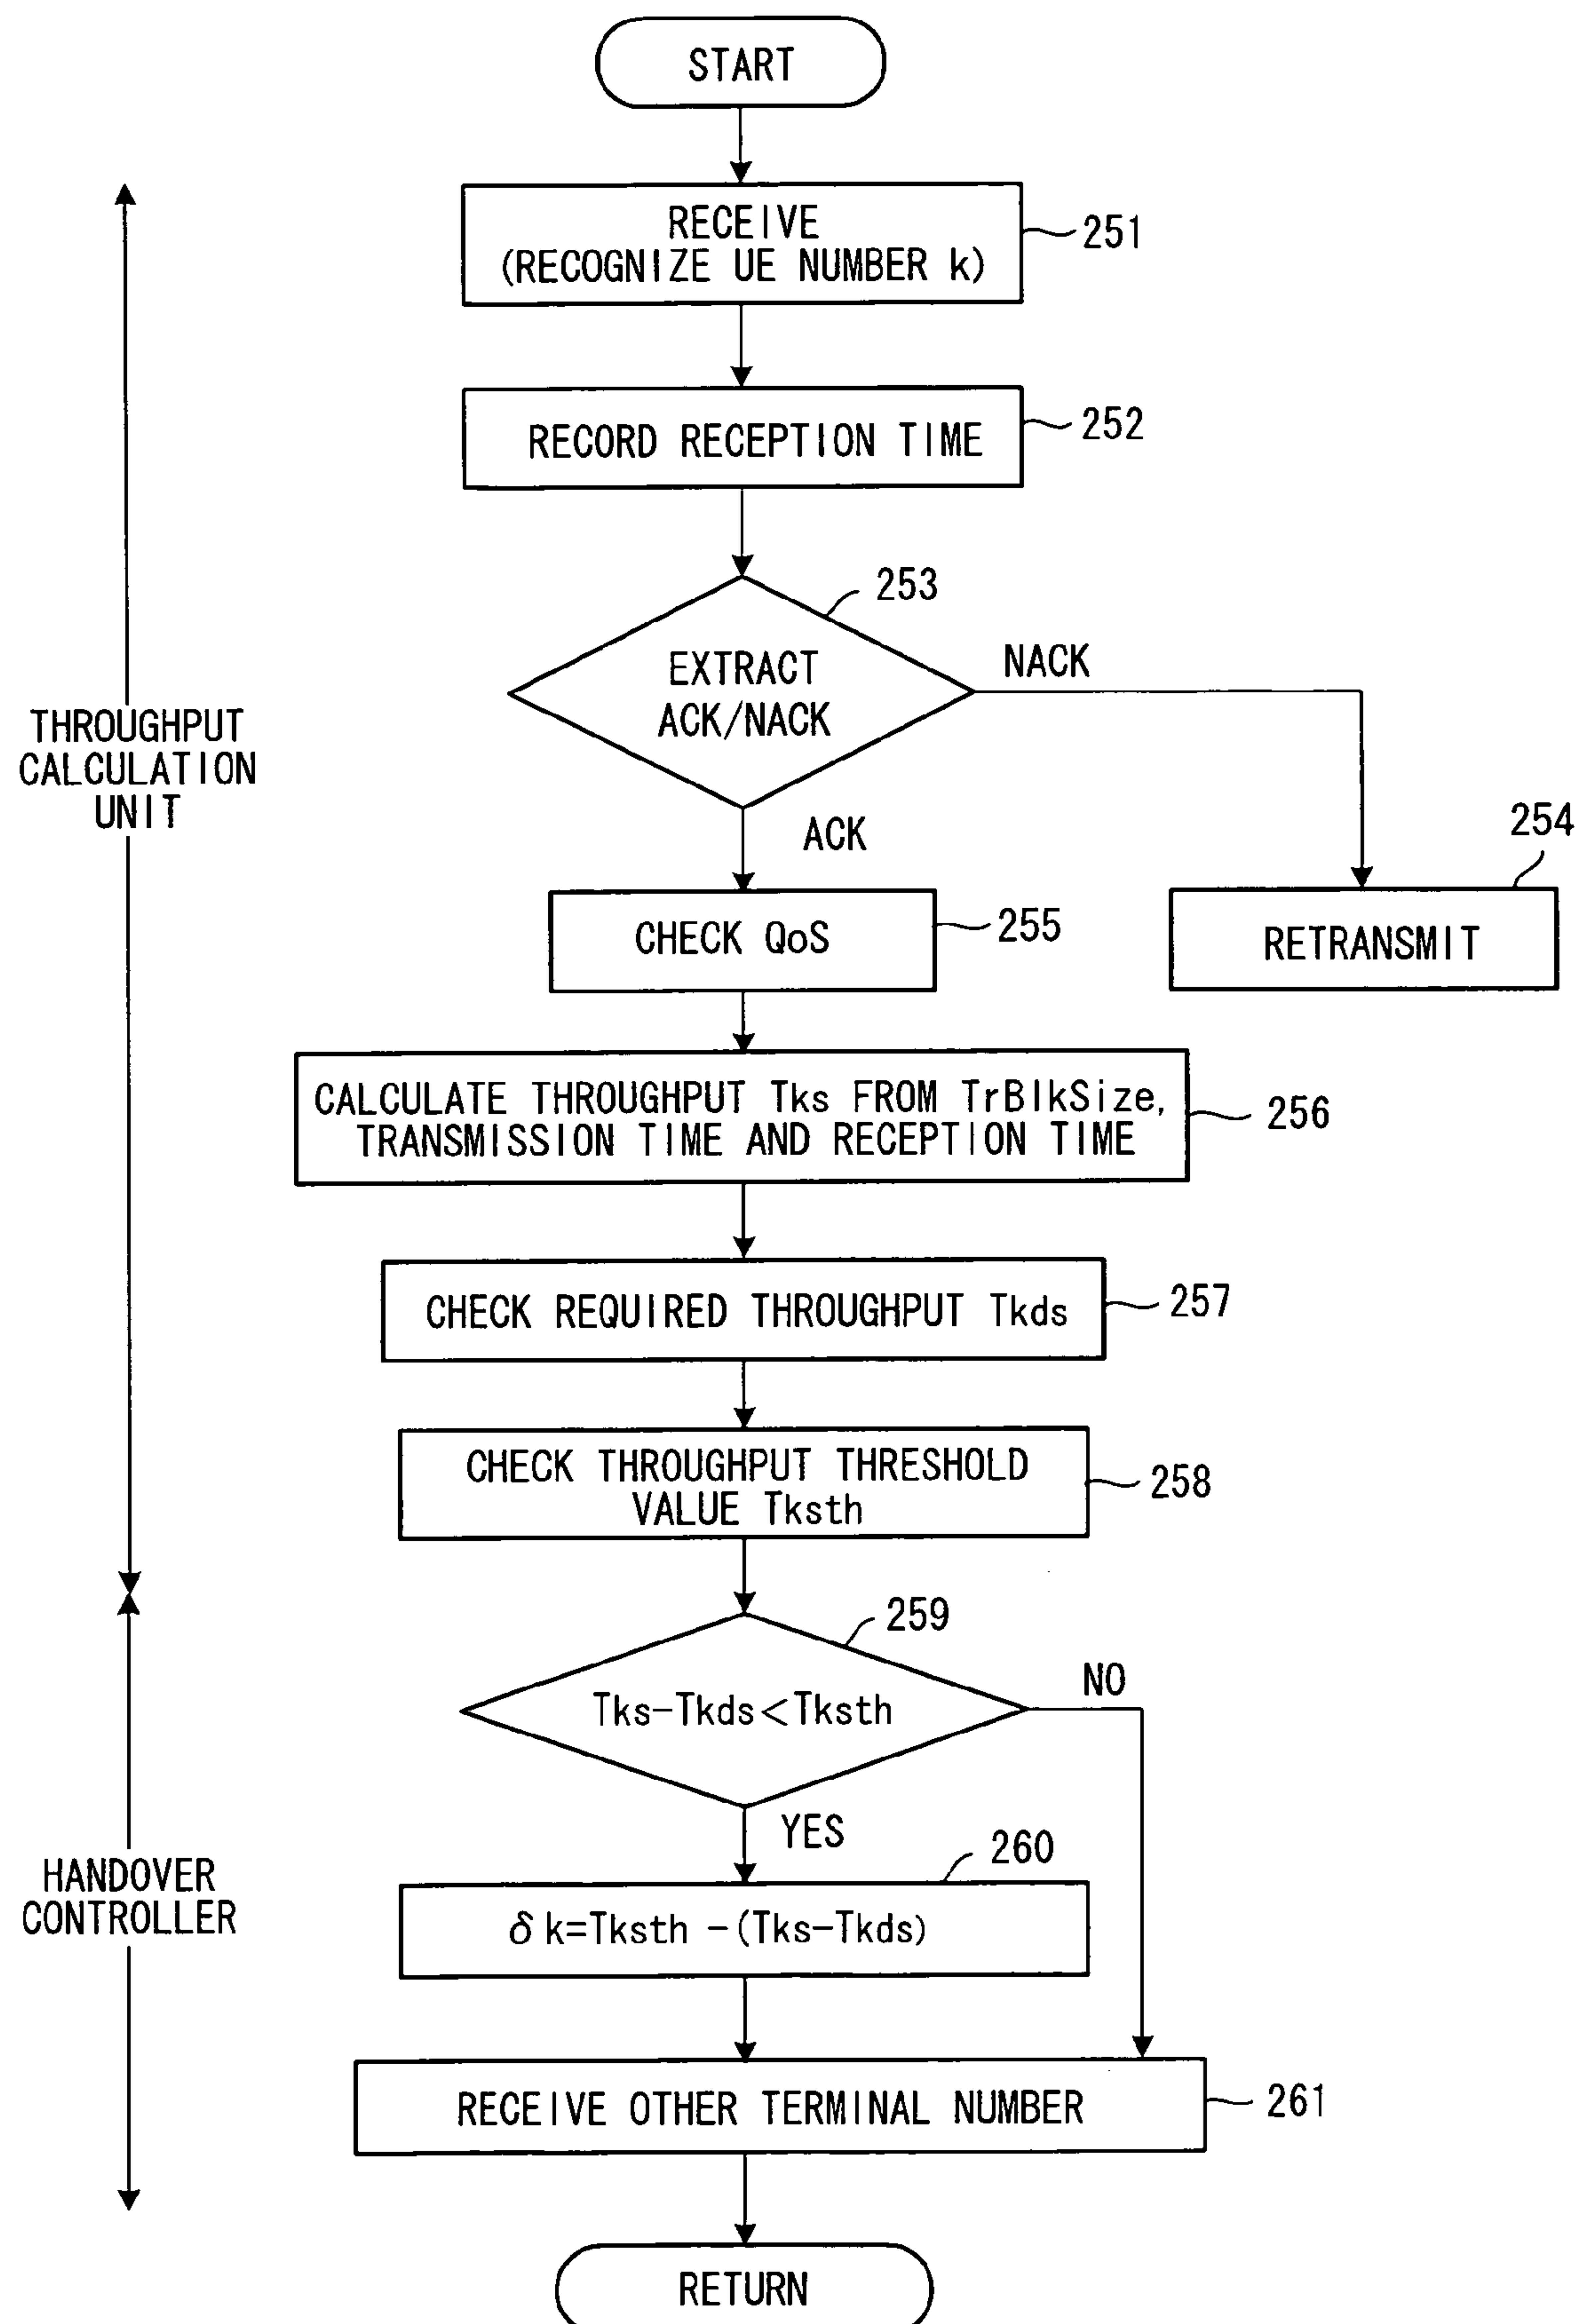 START
RECEIVE
(RECOGNIZE UE NUMBER k)
251
RECORD RECEPTION TIME
252
253
EXTRACT
ACK/NACK
NACK
THROUGHPUT
CALCULATION
UNIT
ACK
254
CHECK QoS
255
RETRANSMIT
CALCULATE THROUGHPUT Tks FROM TrBlkSize,
TRANSMISSION TIME AND RECEPTION TIME
256
CHECK REQUIRED THROUGHPUT Tkds
257
CHECK THROUGHPUT THRESHOLD
VALUE Tksth
258
259
Tks-Tkds<Tksth
NO
YES
260
HANDOVER
CONTROLLER
δk=Tksth -(Tks-Tkds)
RECEIVE OTHER TERMINAL NUMBER
261
RETURN